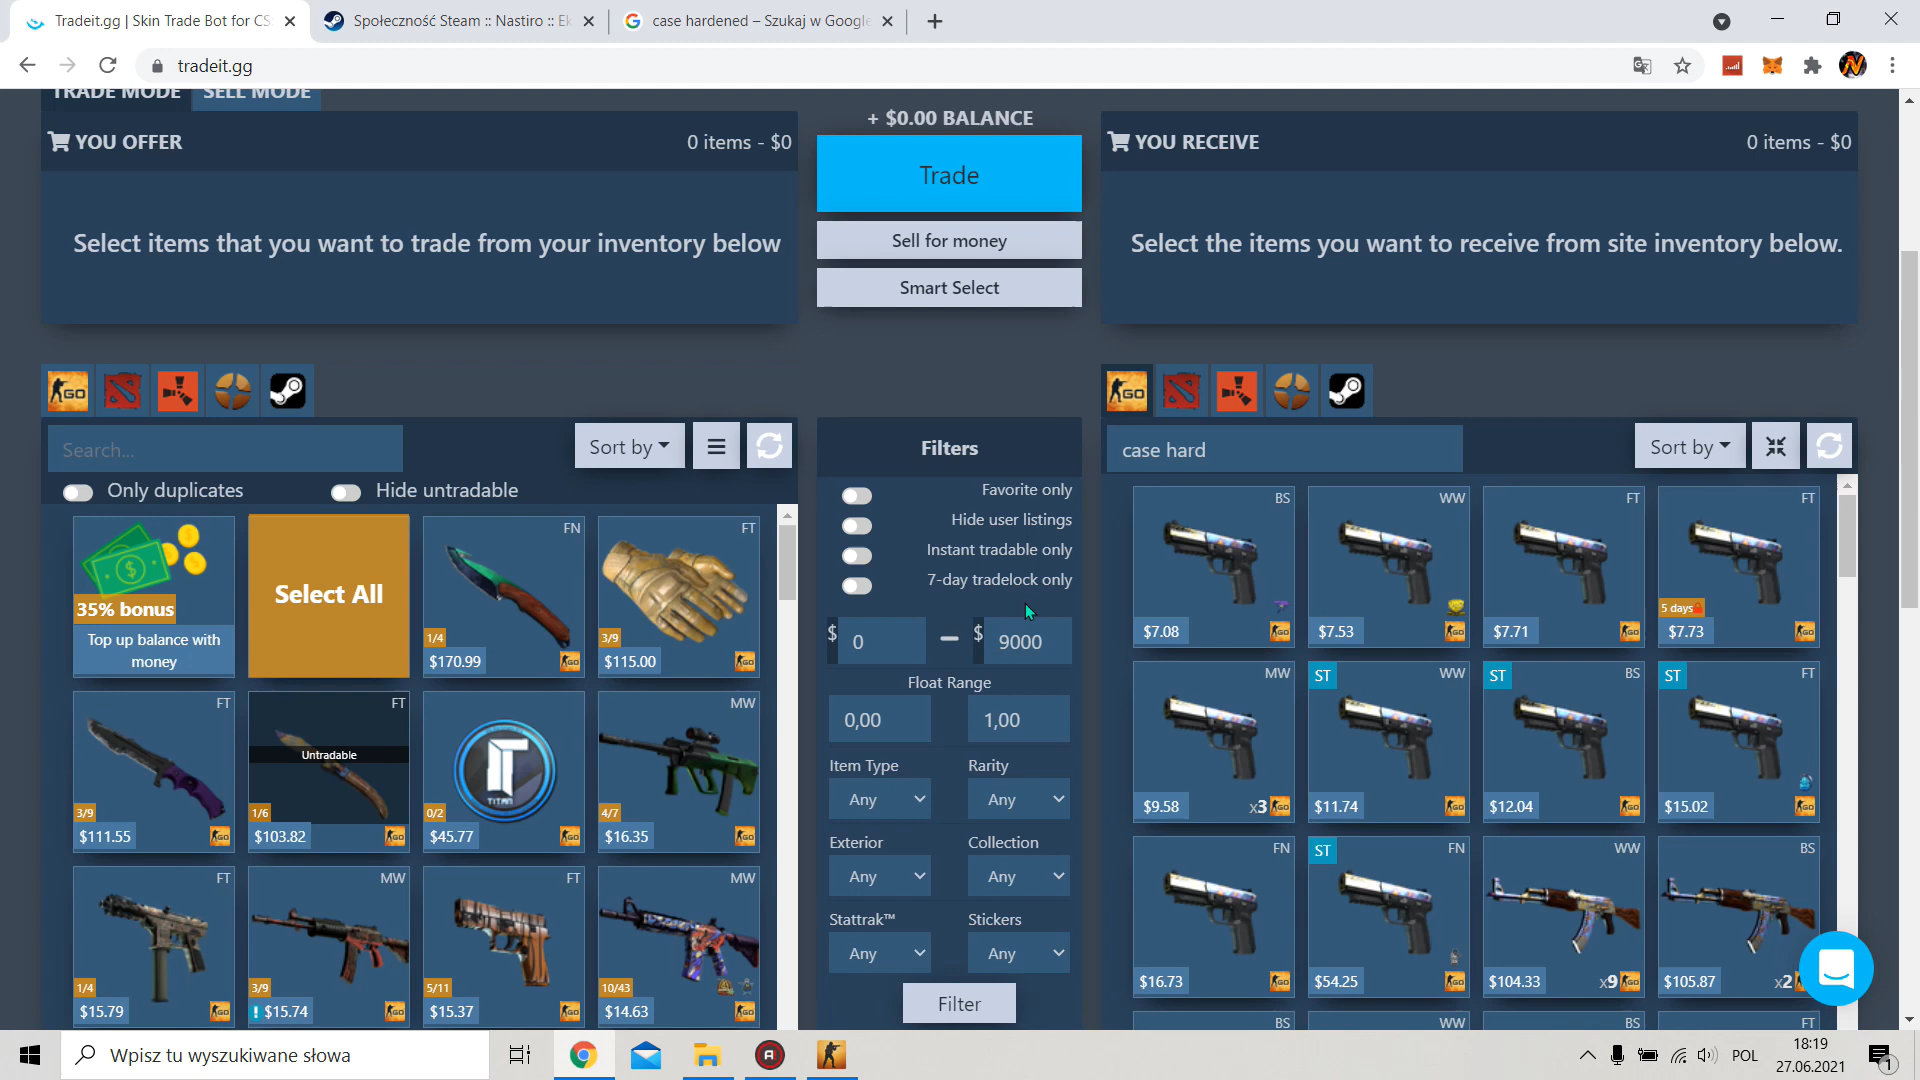 Tradeit.gg | Skin Trade Bot for CS
Społeczność Steam :: Nastiro :: Ek
case hardened – Szukaj w Google
tradeit.gg
TRADE MODE
SELL MODE
YOU OFFER
0 items - $0
+ $0.00 BALANCE
Trade
Sell for money
Smart Select
YOU RECEIVE
0 items - $0
Select items that you want to trade from your inventory below
Select the items you want to receive from site inventory below.
Search...
Sort by
Only duplicates
Hide untradable
35% bonus
Top up balance with
money
Select All
FN
1/4
$170.99
FT
3/9
$115.00
FT
3/9
$111.55
FT
Untradable
1/6
$103.82
TITAN
0/2
$45.77
MW
4/7
$16.35
FT
1/4
$15.79
MW
3/9
! $15.74
FT
5/11
$15.37
MW
10/43
$14.63
Filters
Favorite only
Hide user listings
Instant tradable only
7-day tradelock only
$ 0
$ 9000
Float Range
0,00
1,00
Item Type
Rarity
Any
Any
Exterior
Collection
Any
Any
Stattrak™
Stickers
Any
Any
Filter
case hard
Sort by
BS
$7.08
WW
$7.53
FT
$7.71
FT
5 days
$7.73
MW
$9.58
x3
ST
WW
$11.74
ST
BS
$12.04
ST
FT
$15.02
FN
$16.73
ST
FN
$54.25
WW
$104.33
x9
BS
$105.87
x2
BS
WW
BS
FT
Wpisz tu wyszukiwane słowa
POL
18:19
27.06.2021
1